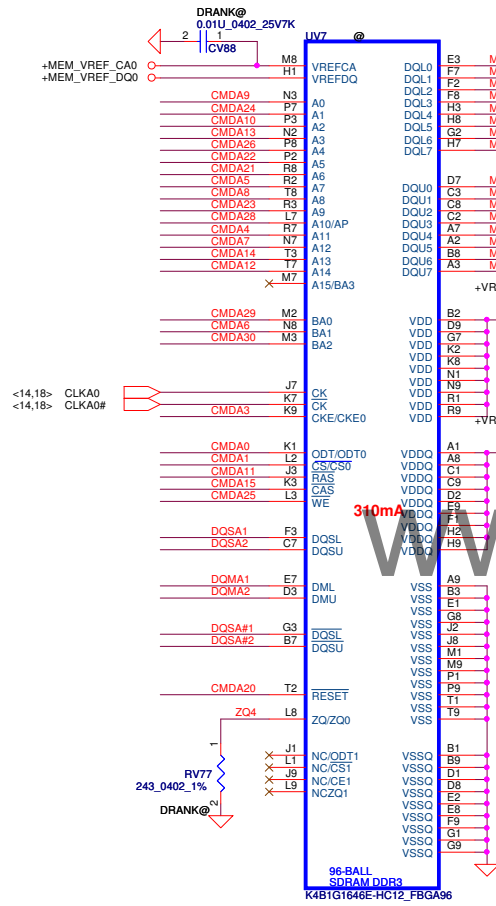 DRANK@
0.01U_0402_25V7K
2 1
CV88
UV7 @
+MEM_VREF_CA0 M8 VREFCA DQL0 E3 M
+MEM_VREF_DQ0 H1 VREFDQ DQL1 F7 M
DQL2 F2 M
CMDA9 N3 A0 DQL3 F8 M
CMDA24 P7 A1 DQL4 H3 M
CMDA10 P3 A2 DQL5 H8 M
CMDA13 N2 A3 DQL6 G2 M
CMDA26 P8 A4 DQL7 H7 M
CMDA22 P2 A5
CMDA21 R8 A6
CMDA5 R2 A7 DQU0 D7 M
CMDA8 T8 A8 DQU1 C3 M
CMDA23 R3 A9 DQU2 C8 M
CMDA28 L7 A10/AP DQU3 C2 M
CMDA4 R7 A11 DQU4 A7 M
CMDA7 N7 A12 DQU5 A2 M
CMDA14 T3 A13 DQU6 B8 M
CMDA12 T7 A14 DQU7 A3 M
M7 A15/BA3
+VR
CMDA29 M2 BA0 VDD B2
CMDA6 N8 BA1 VDD D9
CMDA30 M3 BA2 VDD G7
VDD K2
VDD K8
VDD N1
<14,18> CLKA0 J7 CK VDD N9
<14,18> CLKA0# K7 CK VDD R1
CMDA3 K9 CKE/CKE0 VDD R9
+VR
CMDA0 K1 ODT/ODT0 VDDQ A1
CMDA1 L2 CS/CS0 VDDQ A8
CMDA11 J3 RAS VDDQ C1
CMDA15 K3 CAS VDDQ C9
CMDA25 L3 WE VDDQ D2
310mA VDDQ E9
VDDQ F1
DQSA1 F3 DQSL VDDQ H2
DQSA2 C7 DQSU VDDQ H9
DQMA1 E7 DML VSS A9
DQMA2 D3 DMU VSS B3
VSS E1
VSS G8
DQSA#1 G3 DQSL VSS J2
DQSA#2 B7 DQSU VSS J8
VSS M1
VSS M9
VSS P1
CMDA20 T2 RESET VSS P9
VSS T1
ZQ4 L8 ZQ/ZQ0 VSS T9
J1 NC/ODT1 VSSQ B1
L1 NC/CS1 VSSQ B9
J9 NC/CE1 VSSQ D1
L9 NCZQ1 VSSQ D8
VSSQ E2
VSSQ E8
VSSQ F9
VSSQ G1
VSSQ G9
1
RV77
243_0402_1%
2
DRANK@
96-BALL
SDRAM DDR3
K4B1G1646E-HC12_FBGA96